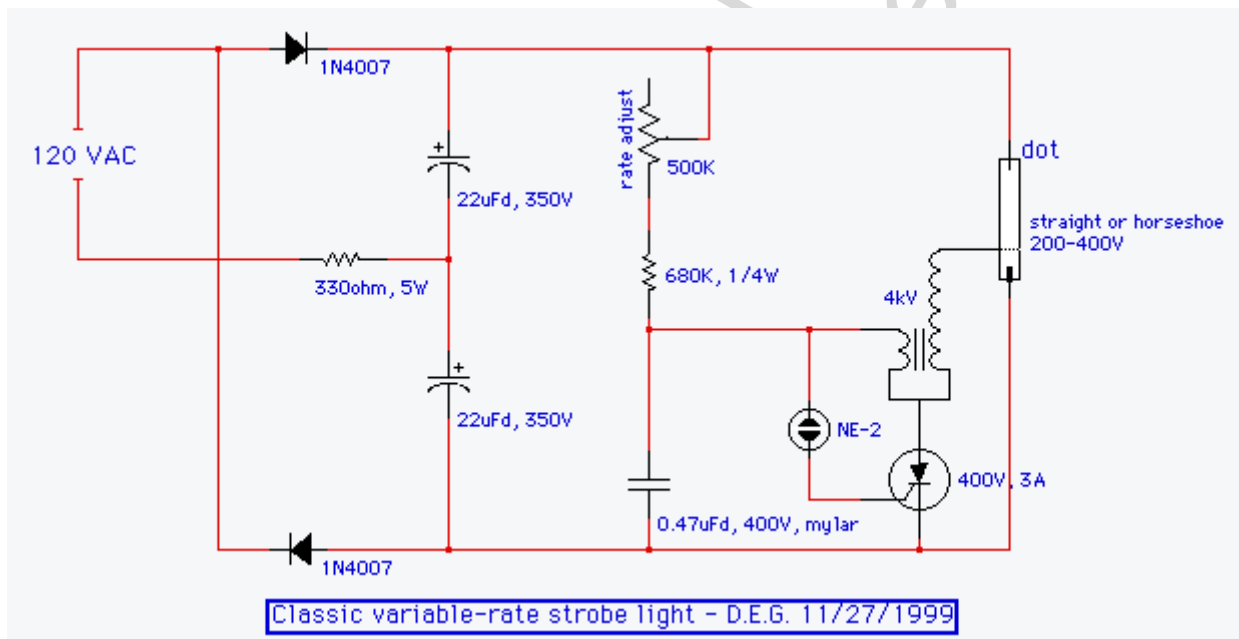 1N4007
120 VAC
+
22uFd, 350V
330ohm, 5W
+
22uFd, 350V
1N4007
rate adjust
500K
680K, 1/4W
0.47uFd, 400V, mylar
NE-2
4kV
400V, 3A
dot
straight or horseshoe
200-400V
Classic variable-rate strobe light - D.E.G. 11/27/1999